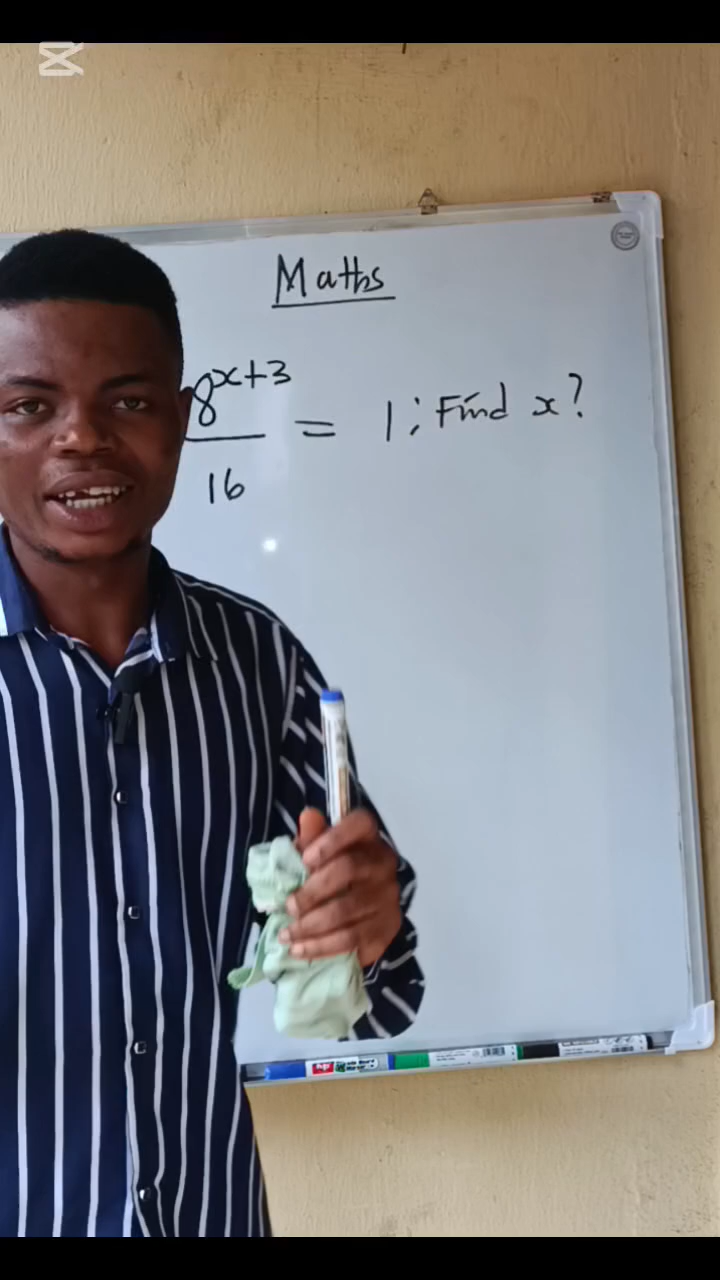 Maths
8^{x+3}
= 1 ; Find x?
16